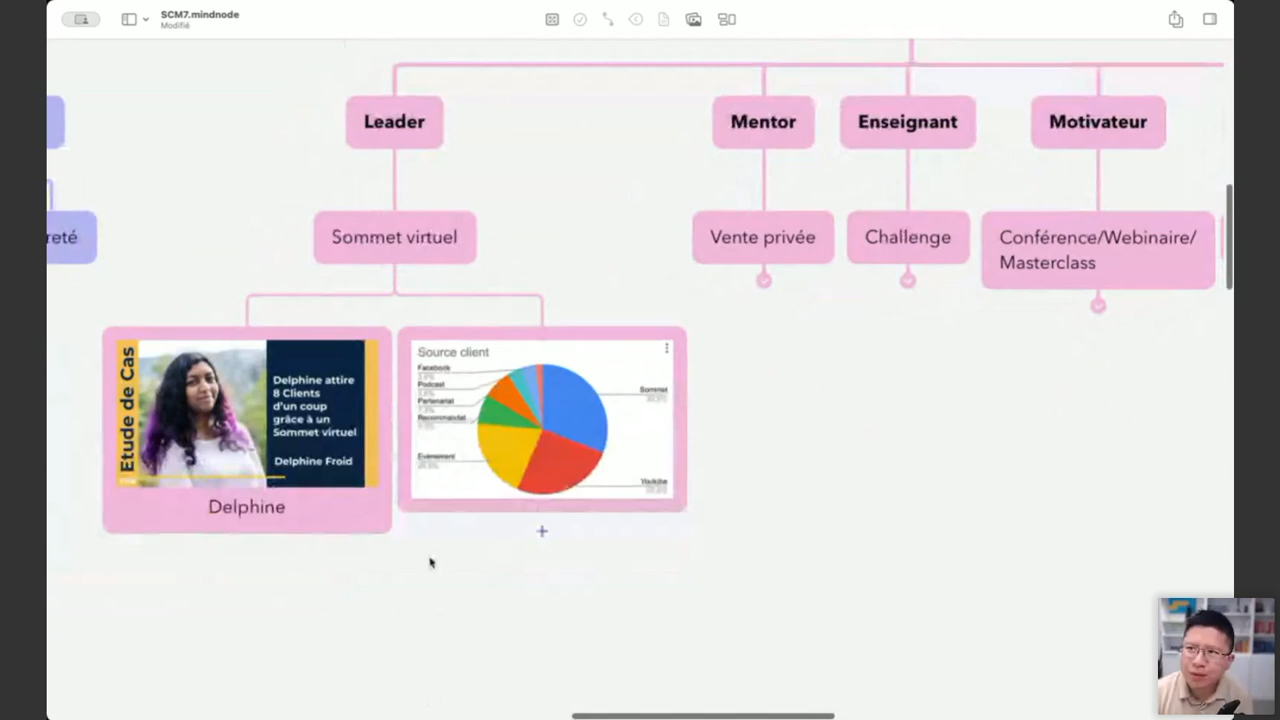 SCM7.mindnode
Modifié
Leader
Mentor
Enseignant
Motivateur
reté
Sommet virtuel
Vente privée
Challenge
Conférence/Webinaire/
Masterclass
Etude de Cas
Delphine attire
8 Clients
d'un coup
grâce à un
Sommet virtuel
Delphine Froid
Delphine
Source client
Facebook
Podcast
Partenariat
Recommandat
Evènement
Sommet
Youtube